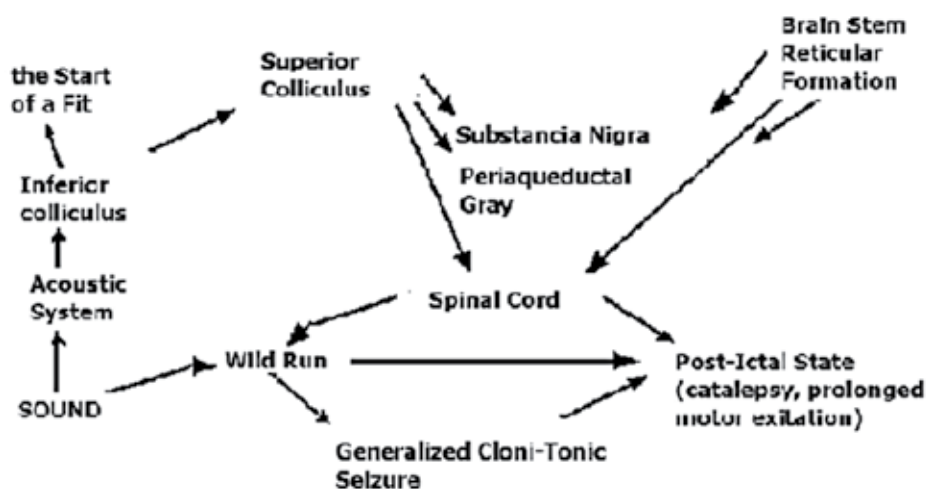 Brain Stem
Reticular
Formation
Superior
Colliculus
the Start
of a Fit
Substancia Nigra
Periaqueductal
Gray
Inferior
colliculus
Acoustic
System
Spinal Cord
Wild Run
Post-Ictal State
(catalepsy, prolonged
motor exitation)
SOUND
Generalized Cloni-Tonic
Seizure